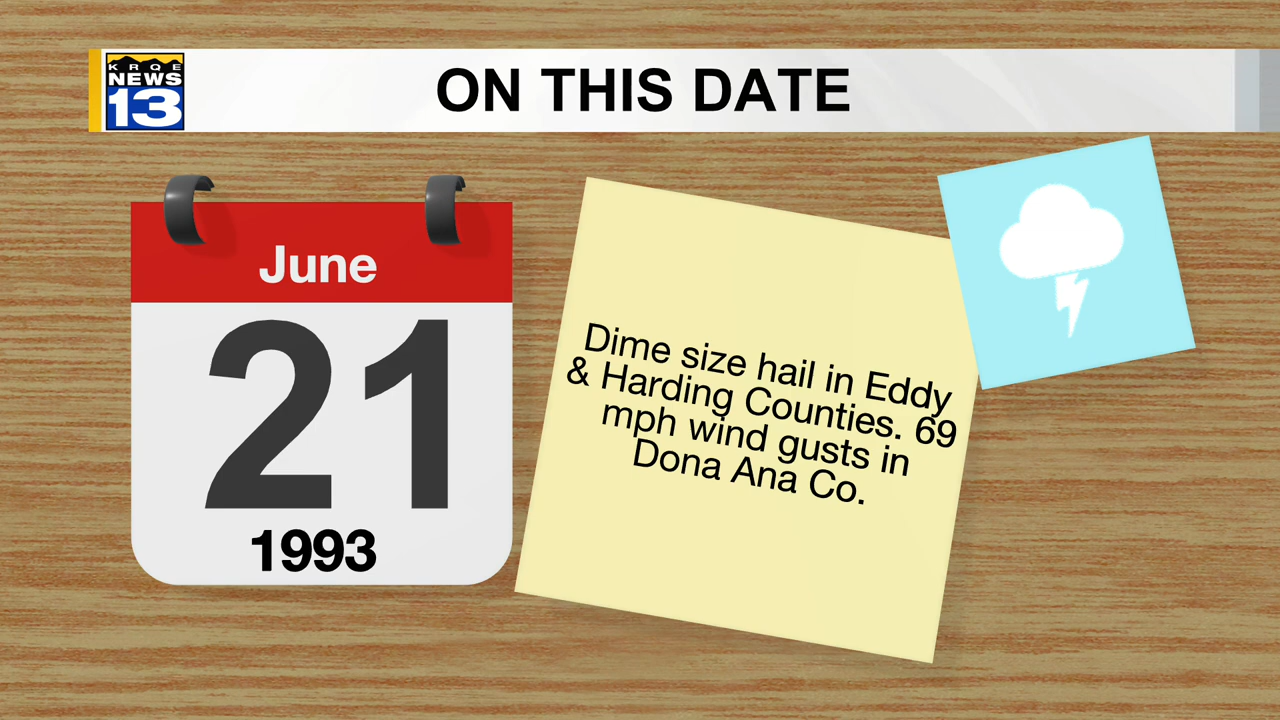 KRQE
NEWS
13
ON THIS DATE
June
21
1993
Dime size hail in Eddy
& Harding Counties. 69
mph wind gusts in
Dona Ana Co.